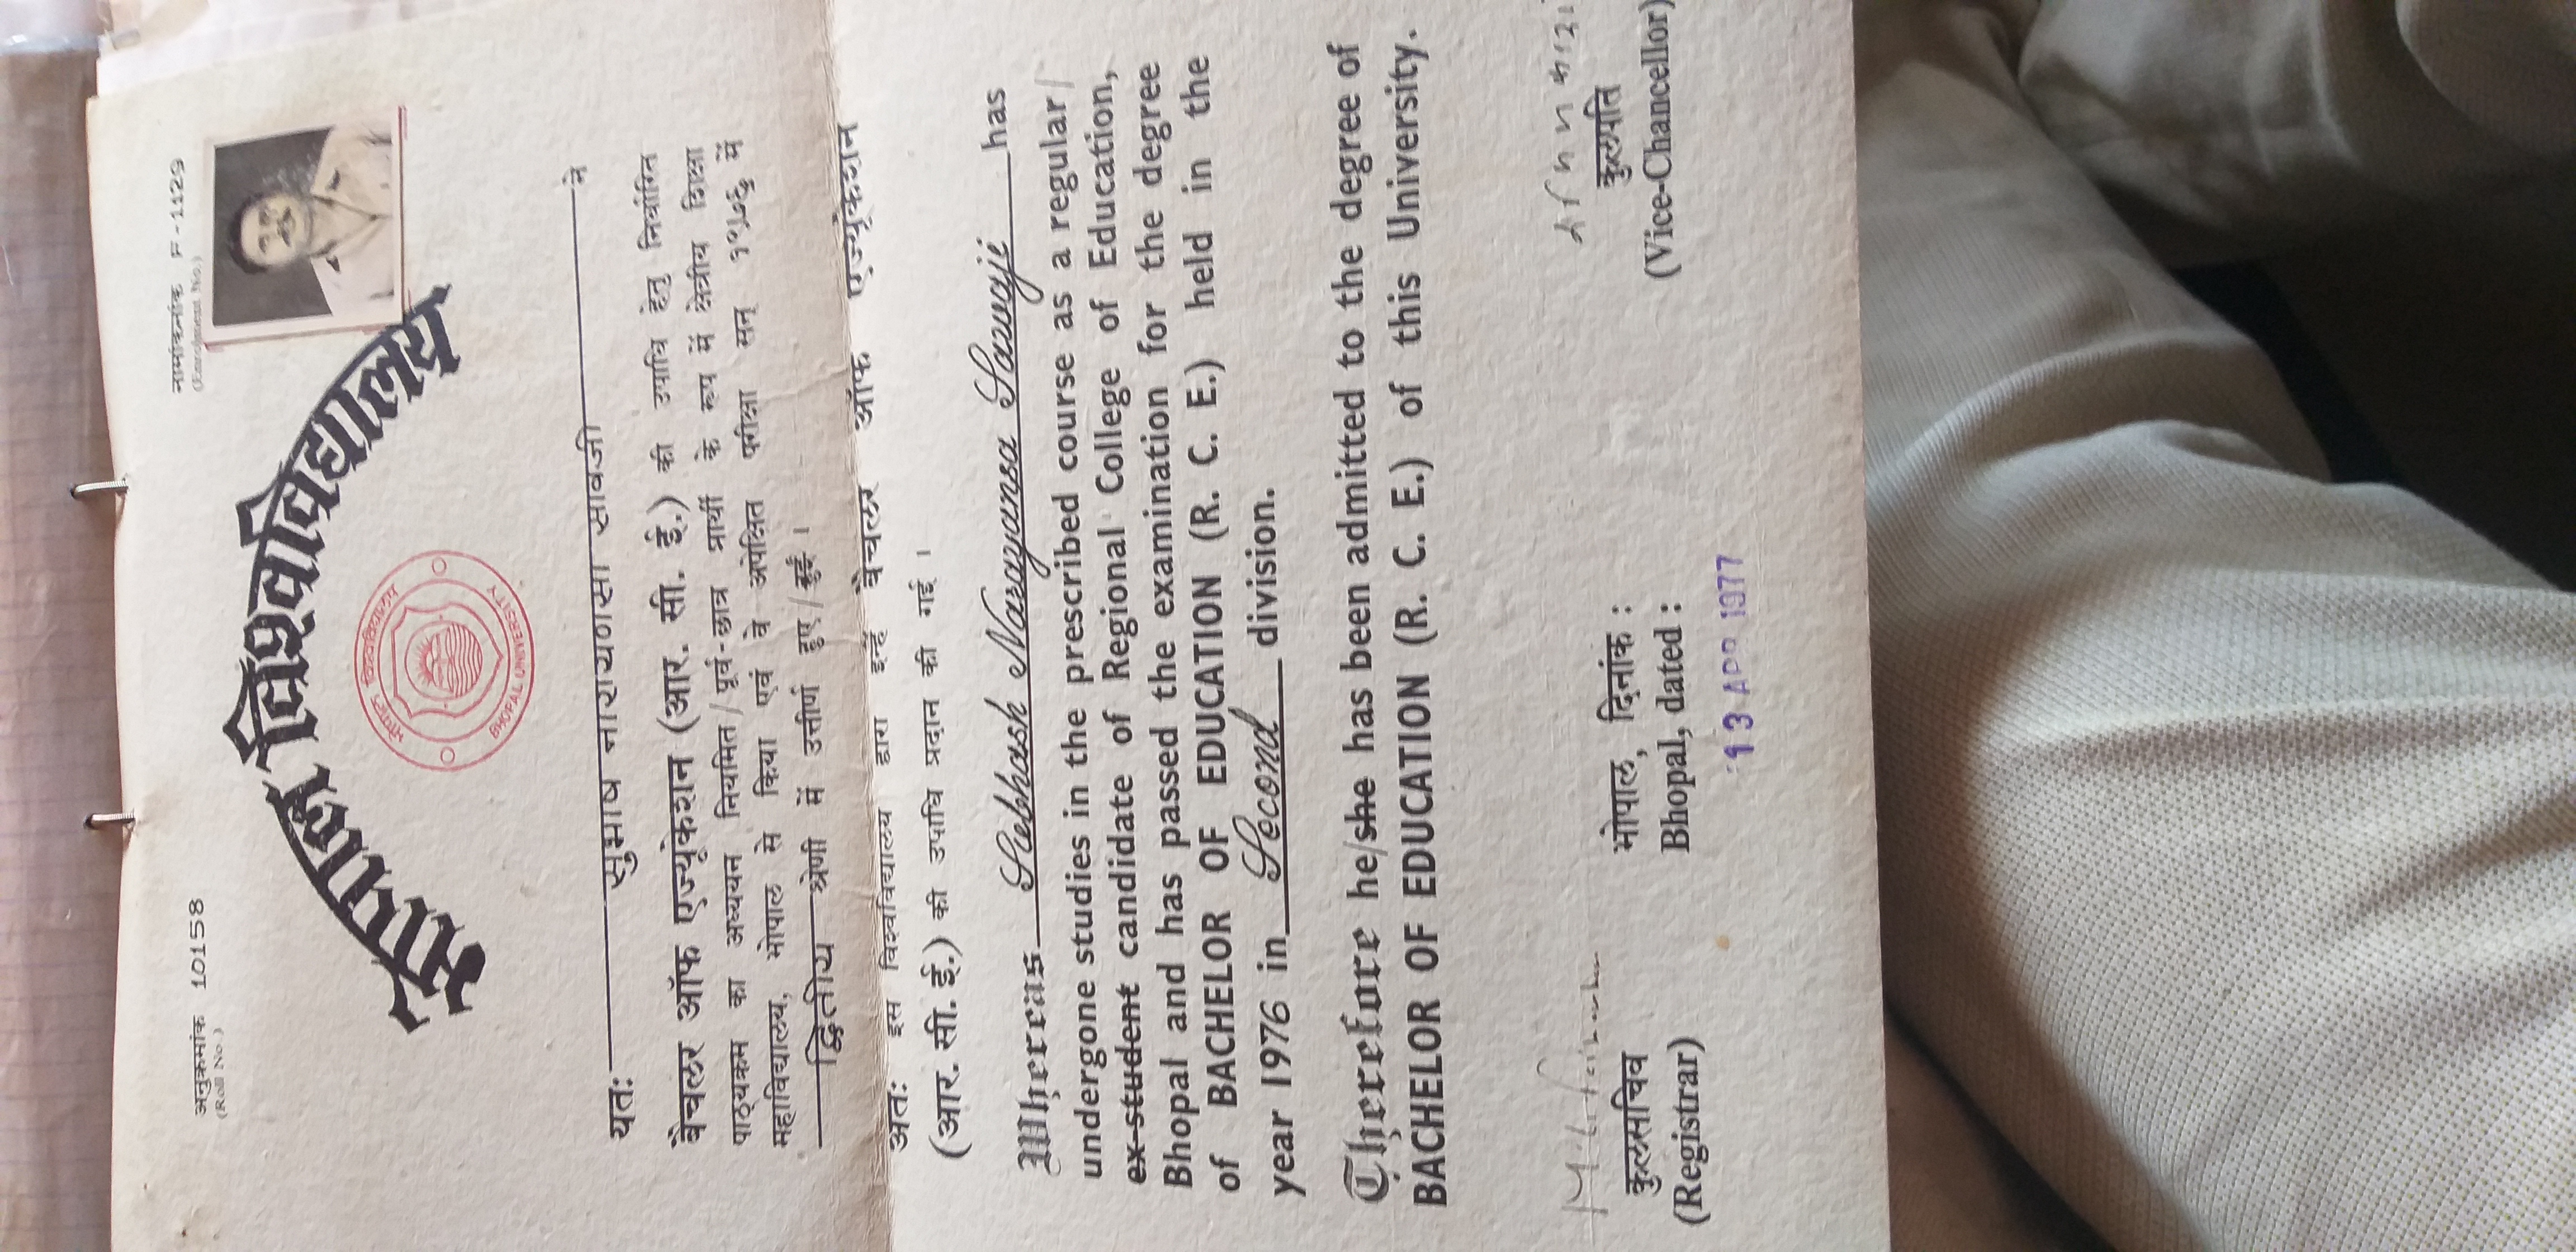 अनुक्रमांक 10158
(Roll No.)
नामांकनांक F-1129
(Enrolment No.)
भोपाल विश्वविद्यालय
भोपाल विश्वविद्यालय
BHOPAL UNIVERSITY
यतः सुभाष नारायणसा सावजी ने
बैचलर ऑफ एज्युकेशन (आर. सी. ई.) की उपाधि हेतु निर्धारित
पाठ्यक्रम का अध्ययन नियमित/पूर्व-छात्र प्रार्थी के रूप में क्षेत्रीय शिक्षा
महाविद्यालय, भोपाल से किया एवं वे अपेक्षित परीक्षा सन् १९७६ में
द्वितीय श्रेणी में उत्तीर्ण हुए/हुईं ।
अतः इस विश्वविद्यालय द्वारा इन्हें बैचलर ऑफ एज्युकेशन
(आर. सी. ई.) की उपाधि प्रदान की गई ।
Whereas Subhash Narayansa Sawaji has
undergone studies in the prescribed course as a regular/
ex-student candidate of Regional College of Education,
Bhopal and has passed the examination for the degree
of BACHELOR OF EDUCATION (R. C. E.) held in the
year 1976 in Second division.
Therefore he/she has been admitted to the degree of
BACHELOR OF EDUCATION (R. C. E.) of this University.
कुलसचिव
(Registrar)
भोपाल, दिनांक :
Bhopal, dated :
13 APR 1977
कुलपति
(Vice-Chancellor)